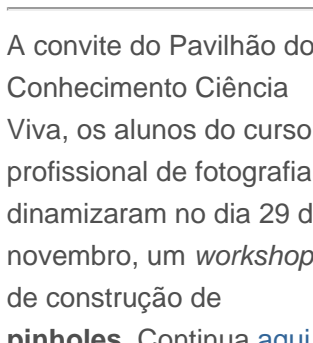 A convite do Pavilhão do
Conhecimento Ciência
Viva, os alunos do curso
profissional de fotografia
dinamizaram no dia 29 d
novembro, um workshop
de construção de
pinholes. Continua aqui